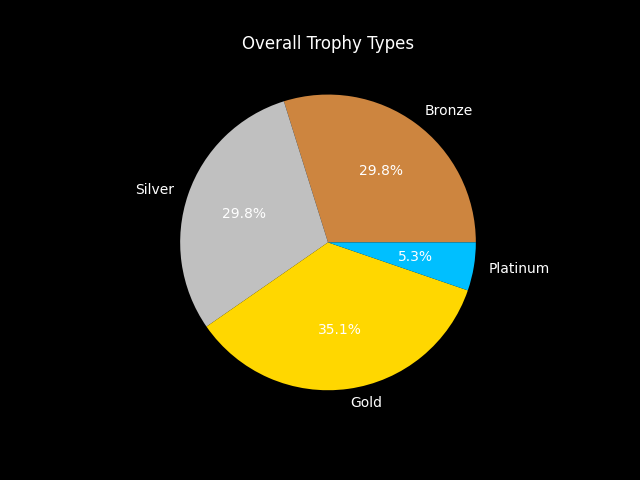 Overall Trophy Types
Bronze
29.8%
Silver
29.8%
5.3%
Platinum
35.1%
Gold